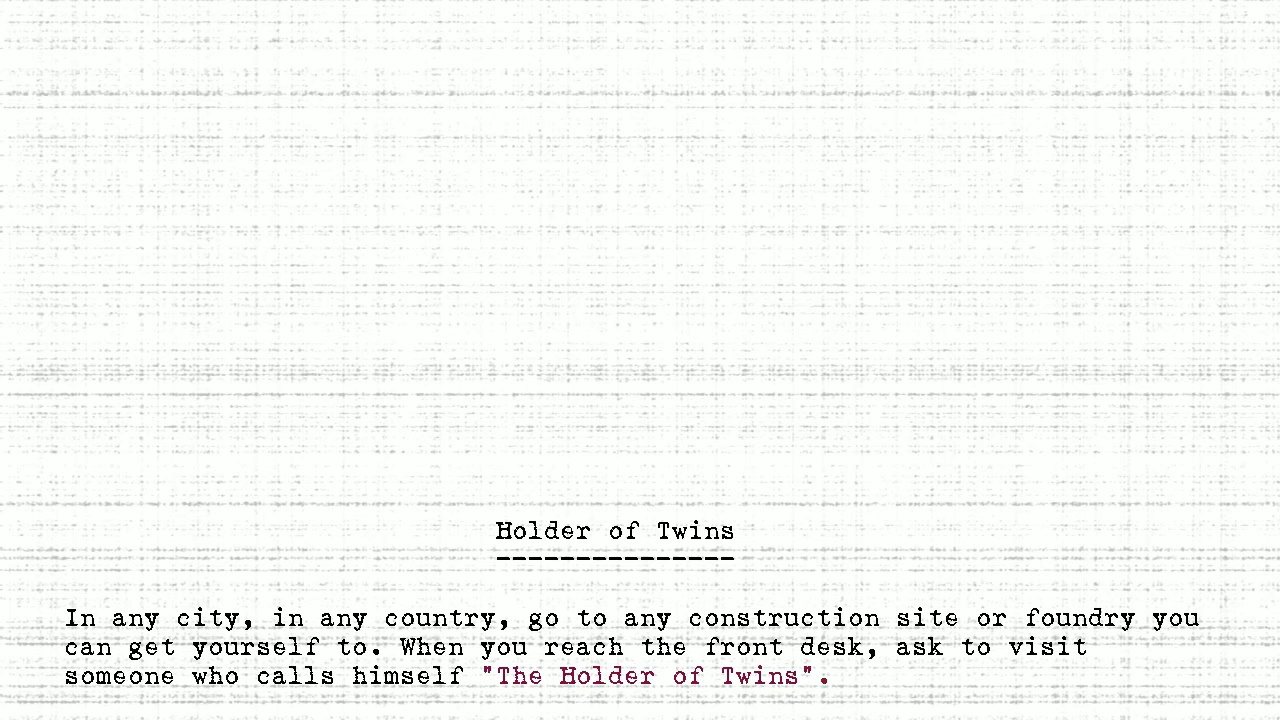 Holder of Twins
---------------
In any city, in any country, go to any construction site or foundry you
can get yourself to. When you reach the front desk, ask to visit
someone who calls himself "The Holder of Twins".